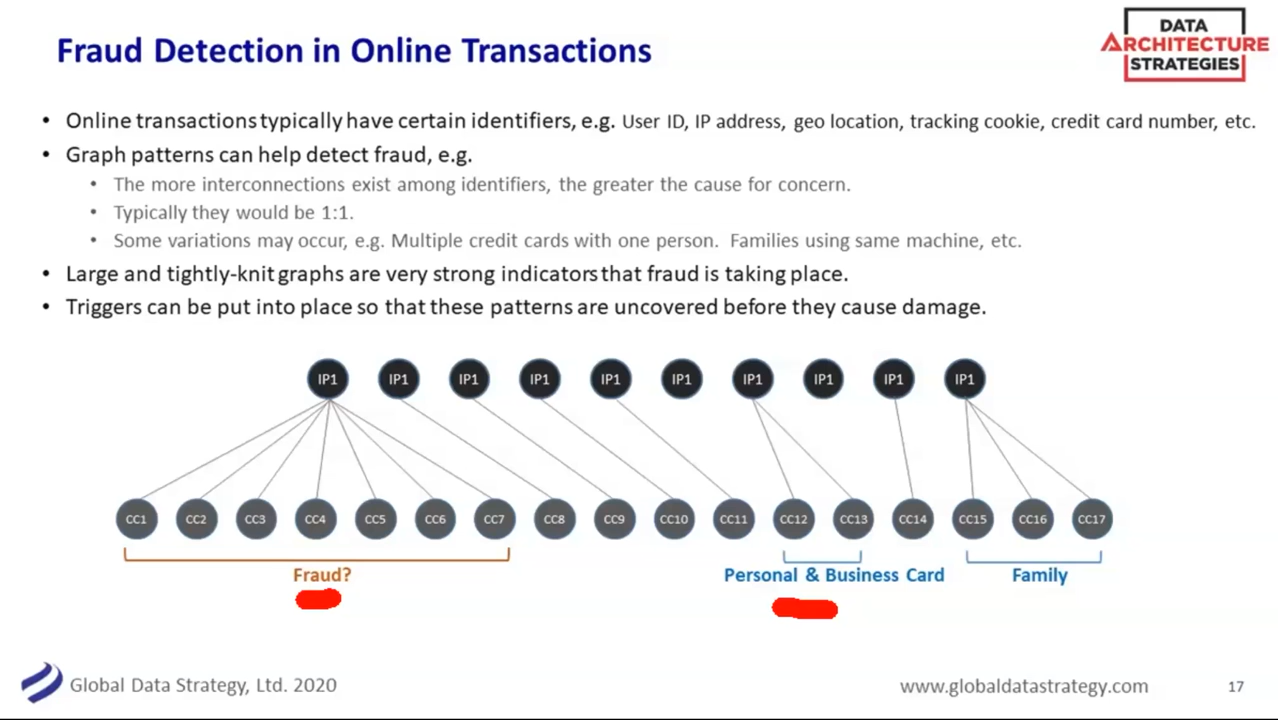 Fraud Detection in Online Transactions
DATA
ARCHITECTURE
STRATEGIES
• Online transactions typically have certain identifiers, e.g. User ID, IP address, geo location, tracking cookie, credit card number, etc.
• Graph patterns can help detect fraud, e.g.
• The more interconnections exist among identifiers, the greater the cause for concern.
• Typically they would be 1:1.
• Some variations may occur, e.g. Multiple credit cards with one person. Families using same machine, etc.
• Large and tightly-knit graphs are very strong indicators that fraud is taking place.
• Triggers can be put into place so that these patterns are uncovered before they cause damage.
IP1 IP1 IP1 IP1 IP1 IP1 IP1 IP1 IP1 IP1
CC1 CC2 CC3 CC4 CC5 CC6 CC7 CC8 CC9 CC10 CC11 CC12 CC13 CC14 CC15 CC16 CC17
Fraud? Personal & Business Card Family
Global Data Strategy, Ltd. 2020 www.globaldatastrategy.com 17